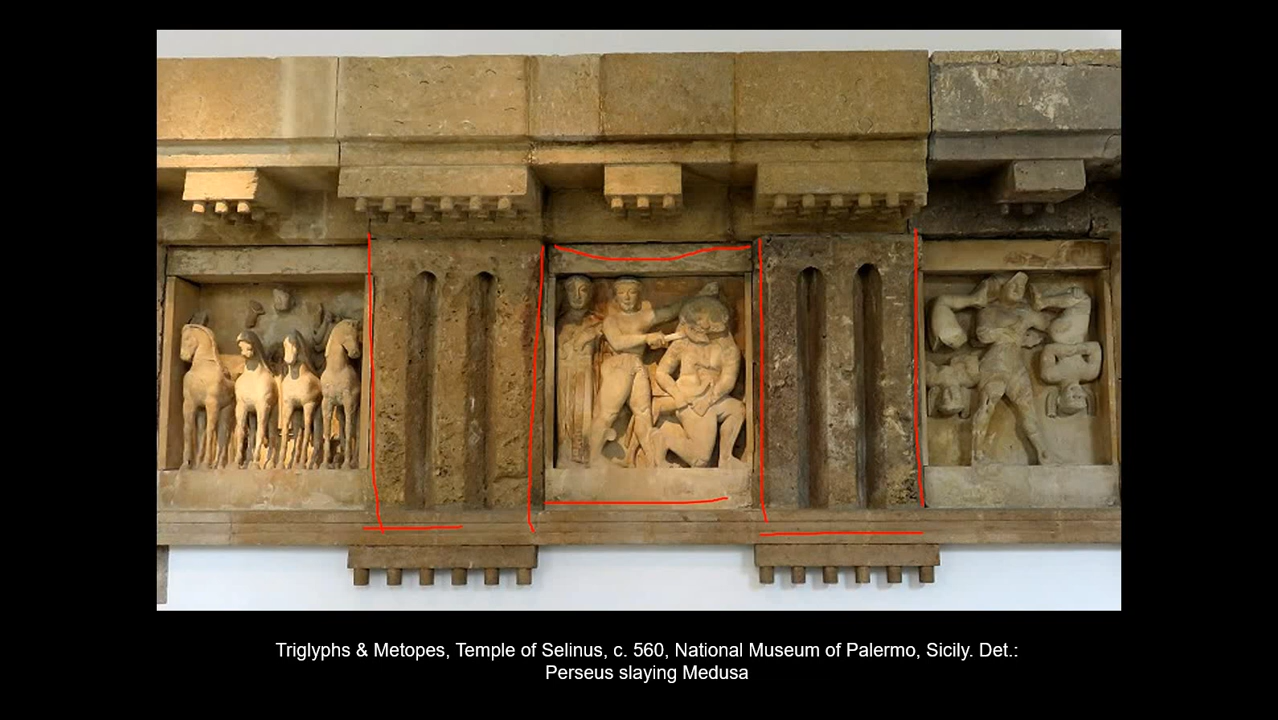 Triglyphs & Metopes, Temple of Selinus, c. 560, National Museum of Palermo, Sicily. Det.:
Perseus slaying Medusa